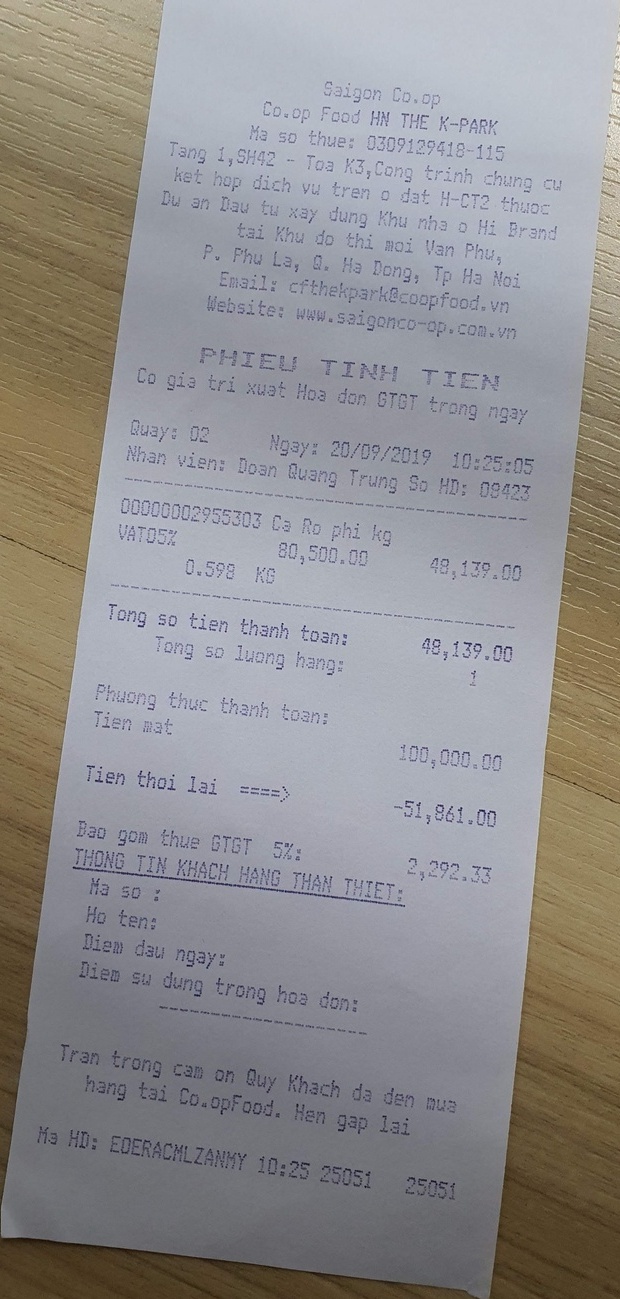 Saigon Co.op
Co.op Food HN THE K-PARK
Ma so thue: 0309129418-115
Tang 1,SH42 - Toa K3,Cong trinh chung cu
ket hop dich vu tren o dat H-CT2 thuoc
Du an Dau tu xay dung Khu nha o Hi Brand
tai Khu do thi moi Van Phu,
P. Phu La, Q. Ha Dong, Tp Ha Noi
Email: cfthekpark@coopfood.vn
Website: www.saigonco-op.com.vn
PHIEU TINH TIEN
Co gia tri xuat Hoa don GTGT trong ngay
Quay: 02 Ngay: 20/09/2019 10:25:05
Nhan vien: Doan Quang Trung So HD: 08423
00000002955303 Ca Ro phi kg
VAT05% 80,500.00 48,139.00
0.598 KG
Tong so tien thanh toan: 48,139.00
Tong so luong hang: 1
Phuong thuc thanh toan:
Tien mat 100,000.00
Tien thoi lai ====> -51,861.00
Bao gom thue GTGT 5%: 2,292.33
THONG TIN KHACH HANG THAN THIET:
Ma so :
Ho ten:
Diem dau ngay:
Diem su dung trong hoa don:
Tran trong cam on Quy Khach da den mua
hang tai Co.opFood. Hen gap lai
Ma HD: EOERACMLZANMY 10:25 25051 25051